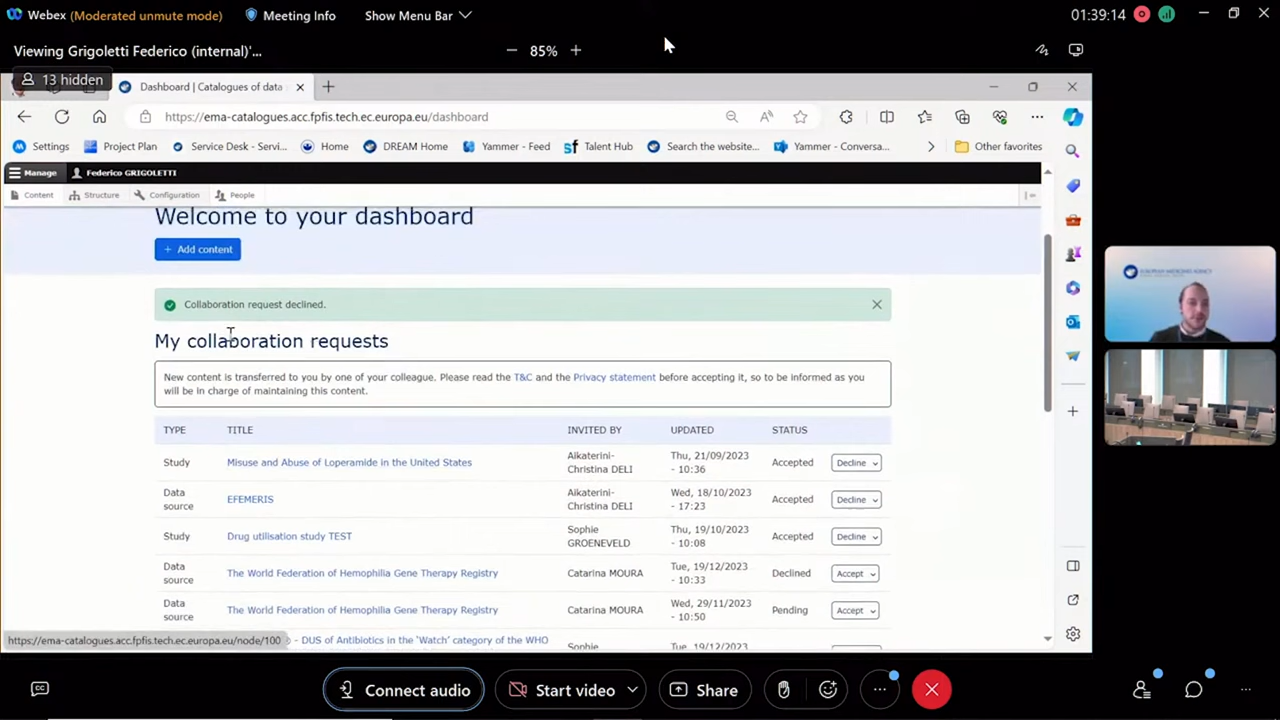 Webex (Moderated unmute mode) Meeting Info Show Menu Bar 01:39:14
Viewing Grigoletti Federico (internal)'... 85%
13 hidden Dashboard | Catalogues of data
https://ema-catalogues.acc.fpfis.tech.ec.europa.eu/dashboard
Settings Project Plan Service Desk - Servi... Home DREAM Home Yammer - Feed Talent Hub Search the website... Yammer - Conversa... Other favorites
Manage Federico GRIGOLETTI
Content Structure Configuration People
Welcome to your dashboard
+ Add content
Collaboration request declined.
My collaboration requests
New content is transferred to you by one of your colleague. Please read the T&C and the Privacy statement before accepting it, so to be informed as you
will be in charge of maintaining this content.
TYPE TITLE INVITED BY UPDATED STATUS
Study Misuse and Abuse of Loperamide in the United States Aikaterini-
Christina DELI Thu, 21/09/2023
- 10:36 Accepted Decline
Data
source EFEMERIS Aikaterini-
Christina DELI Wed, 18/10/2023
- 17:23 Accepted Decline
Study Drug utilisation study TEST Sophie
GROENEVELD Thu, 19/10/2023
- 10:08 Accepted Decline
Data
source The World Federation of Hemophilia Gene Therapy Registry Catarina MOURA Tue, 19/12/2023
- 10:33 Declined Accept
Data
source The World Federation of Hemophilia Gene Therapy Registry Catarina MOURA Wed, 29/11/2023
- 10:50 Pending Accept
https://ema-catalogues.acc.fpfis.tech.ec.europa.eu/node/100 - DUS of Antibiotics in the 'Watch' category of the WHO Sophie Tue, 19/12/2023
EUROPEAN MEDICINES AGENCY
Connect audio Start video Share